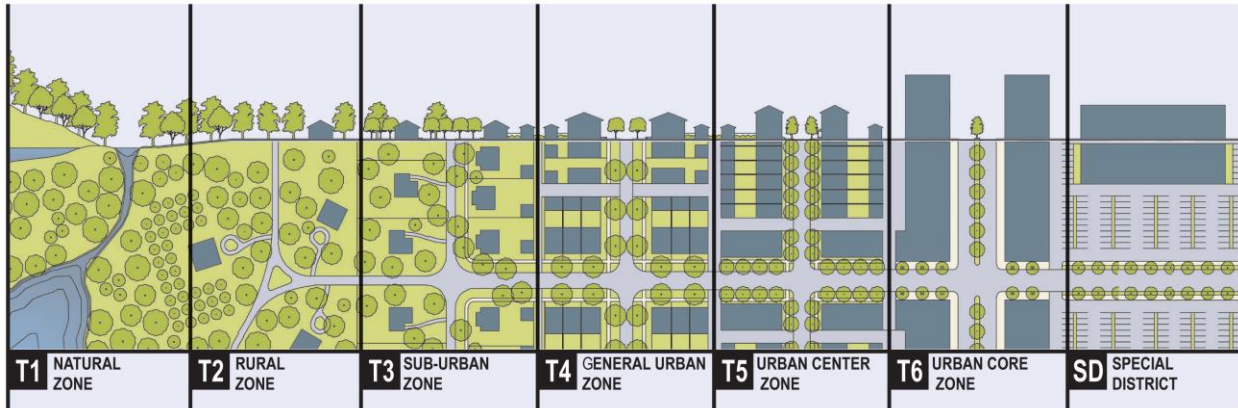 T1 NATURAL
ZONE
T2 RURAL
ZONE
T3 SUB-URBAN
ZONE
T4 GENERAL URBAN
ZONE
T5 URBAN CENTER
ZONE
T6 URBAN CORE
ZONE
SD SPECIAL
DISTRICT